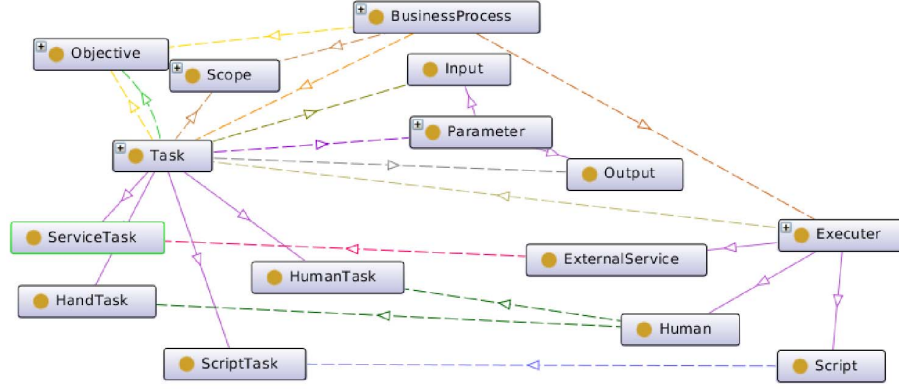 BusinessProcess
Objective
Scope
Input
Parameter
Task
Output
ServiceTask
Executer
ExternalService
HumanTask
HandTask
Human
ScriptTask
Script